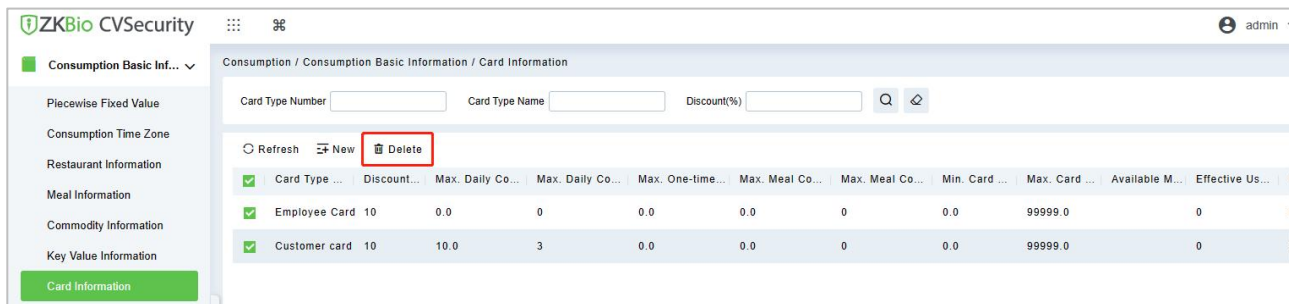 ZKBio CVSecurity
admin
Consumption Basic Inf...
Consumption / Consumption Basic Information / Card Information
Piecewise Fixed Value
Consumption Time Zone
Restaurant Information
Meal Information
Commodity Information
Key Value Information
Card Information
Card Type Number Card Type Name Discount(%)
Refresh New Delete
Card Type ... Discount... Max. Daily Co... Max. Daily Co... Max. One-time... Max. Meal Co... Max. Meal Co... Min. Card ... Max. Card ... Available M... Effective Us...
Employee Card 10 0.0 0 0.0 0.0 0 0.0 99999.0 0
Customer card 10 10.0 3 0.0 0.0 0 0.0 99999.0 0